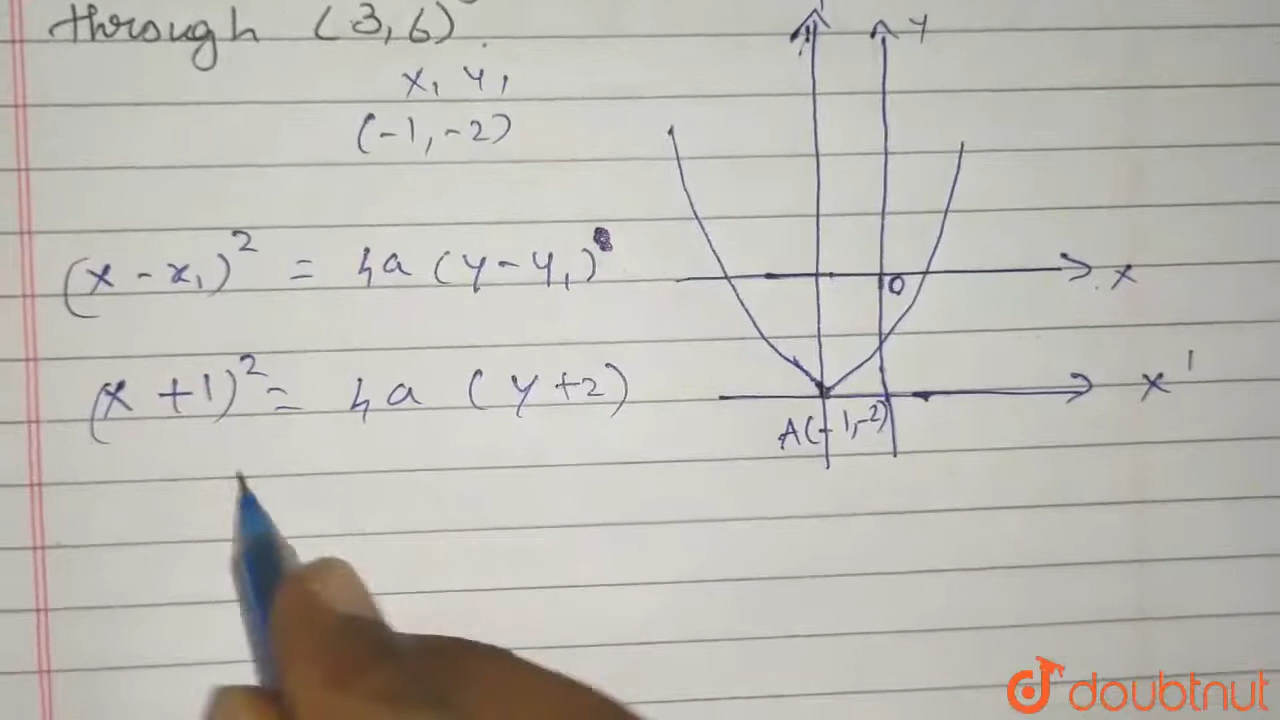 through (3,6).
x₁ y₁
(-1,-2)
(x - x₁)² = 4a (y - y₁)
(x + 1)² = 4a (y + 2)
Y
O
X
X'
A(-1,-2)
doubtnut